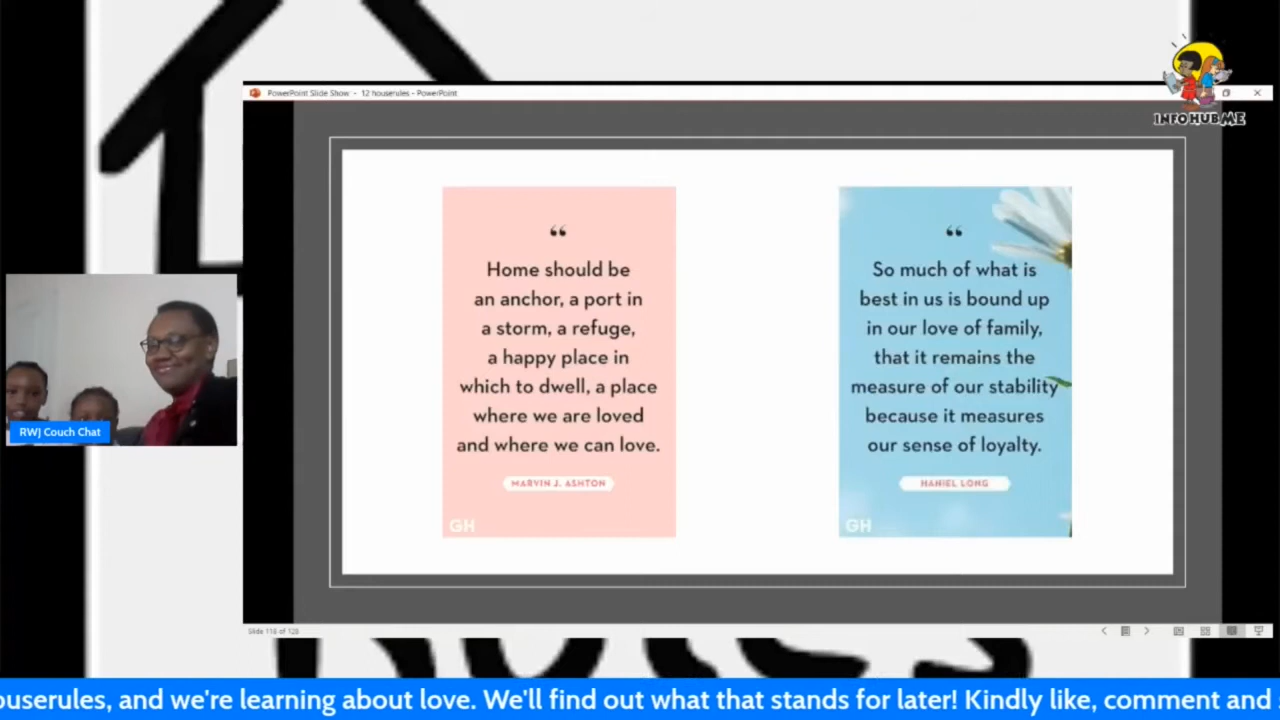 PowerPoint Slide Show - 12 houserules - PowerPoint
INFO HUB ME
“
Home should be
an anchor, a port in
a storm, a refuge,
a happy place in
which to dwell, a place
where we are loved
and where we can love.
MARVIN J. ASHTON
GH
“
So much of what is
best in us is bound up
in our love of family,
that it remains the
measure of our stability
because it measures
our sense of loyalty.
HANIEL LONG
GH
RWJ Couch Chat
Slide 116 of 128
ouserules, and we're learning about love. We'll find out what that stands for later! Kindly like, comment and